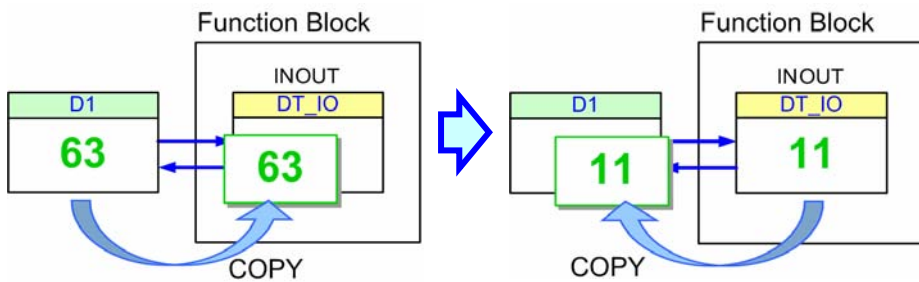 Function Block
INOUT
D1
DT_IO
63
63
COPY
Function Block
INOUT
D1
DT_IO
11
11
COPY